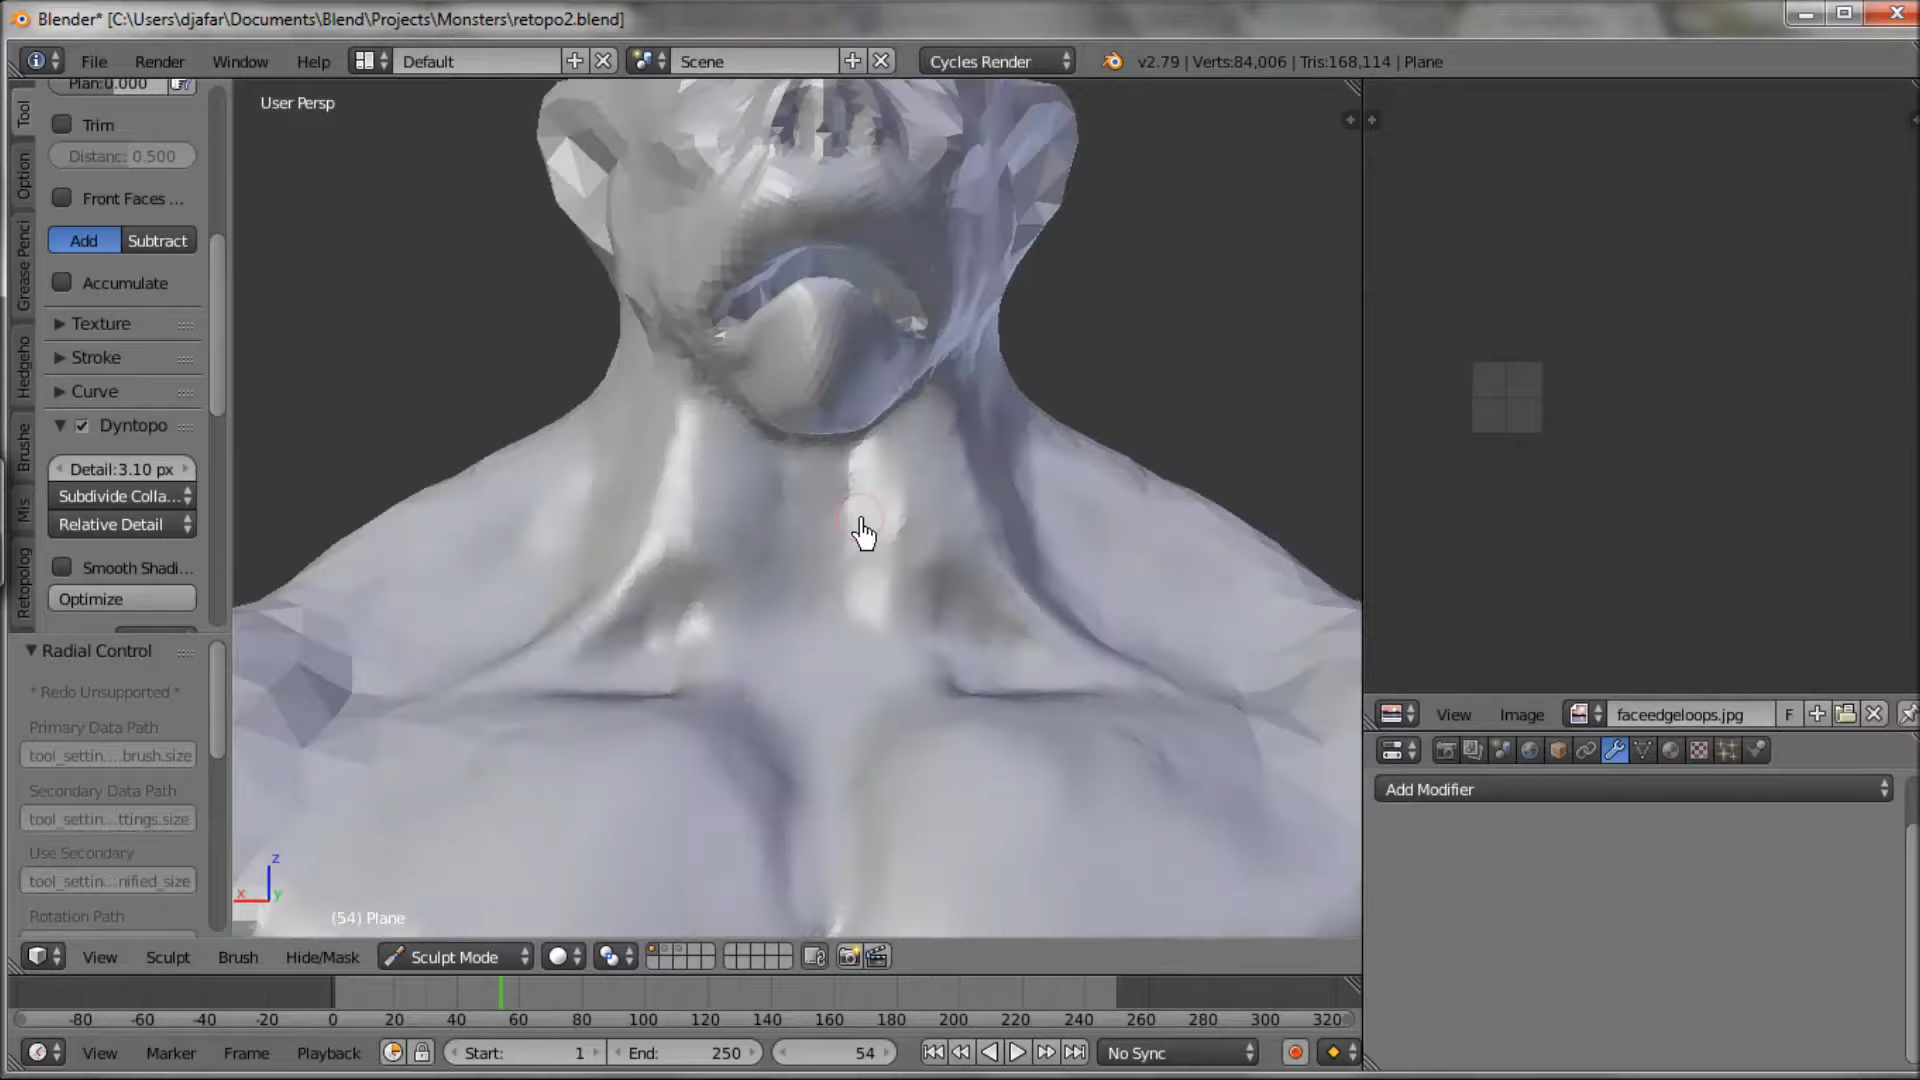 Blender* [C:\Users\djafar\Documents\Blend\Projects\Monsters\retopo2.blend]
File Render Window Help Default Scene Cycles Render v2.79 | Verts:84,006 | Tris:168,114 | Plane
Plan:0.000
User Persp
Tool
Trim
Distanc: 0.500
Option
Front Faces ...
Add Subtract
Grease Penci
Accumulate
Texture
Stroke
Hedgeho
Curve
Dyntopo
Brushe
Detail:3.10 px
Subdivide Colla...
Mis
Relative Detail
Retopolog
Smooth Shadi...
Optimize
Radial Control
* Redo Unsupported *
Primary Data Path
tool_settin....brush.size
Secondary Data Path
tool_settin...ttings.size
Use Secondary
tool_settin...nified_size
Rotation Path
z
x y
(54) Plane
View Image faceedgeloops.jpg F
Add Modifier
View Sculpt Brush Hide/Mask Sculpt Mode
-80 -60 -40 -20 0 20 40 60 80 100 120 140 160 180 200 220 240 260 280 300 320
View Marker Frame Playback Start: 1 End: 250 54 No Sync